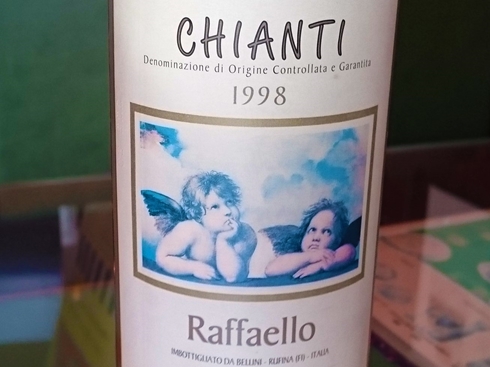 CHIANTI
Denominazione di Origine Controllata e Garantita
1998
Raffaello
IMBOTTIGLIATO DA BELLINI - RUFINA (FI) - ITALIA